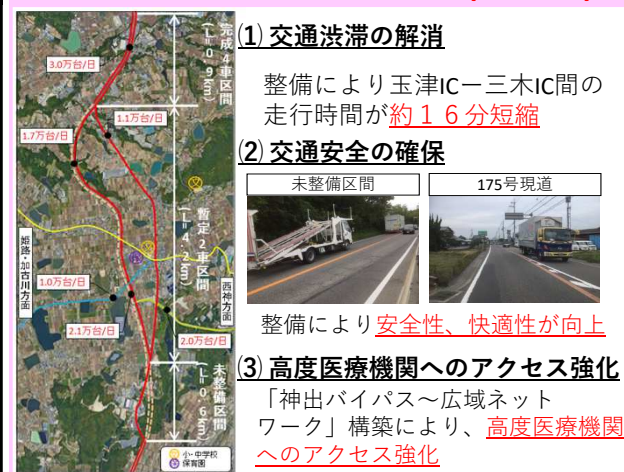 完成4車区間
(L=0.9km)
3.0万台/日
1.1万台/日
1.7万台/日
暫定2車区間
(L=4.2km)
姫路・加古川方面
西神方面
1.0万台/日
2.1万台/日
2.0万台/日
未整備区間
(L=0.6km)
小・中学校
保育園
(1) 交通渋滞の解消
整備により玉津IC－三木IC間の
走行時間が約１６分短縮
(2) 交通安全の確保
未整備区間
175号現道
整備により安全性、快適性が向上
(3) 高度医療機関へのアクセス強化
「神出バイパス～広域ネット
ワーク」構築により、高度医療機関
へのアクセス強化